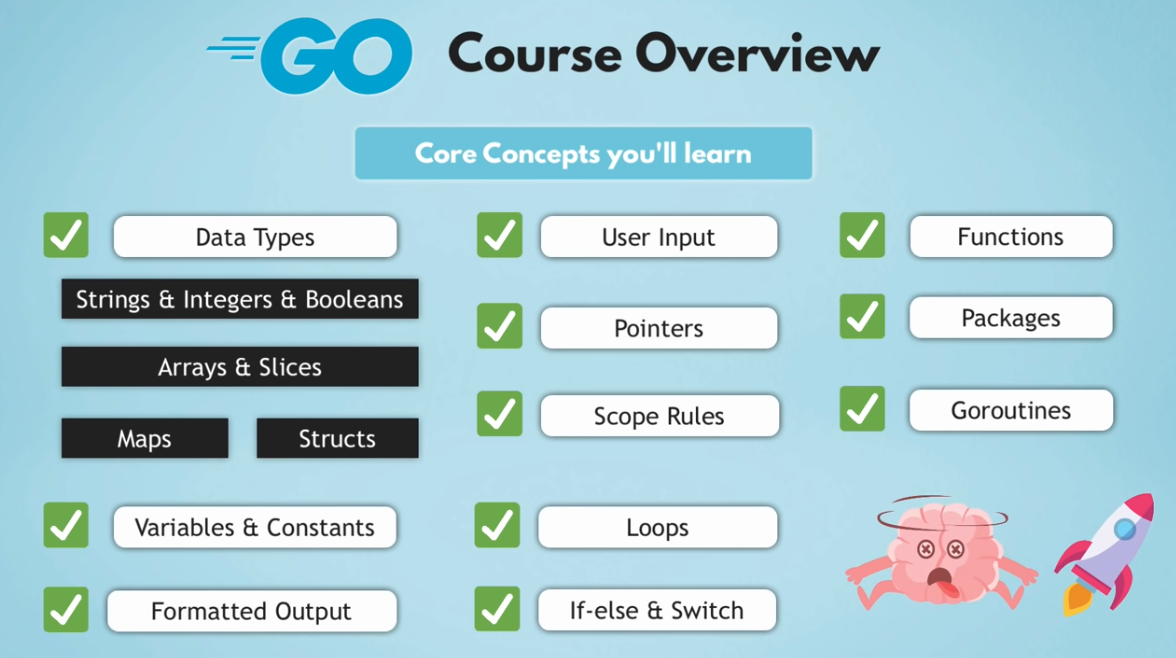 GO Course Overview
Core Concepts you'll learn
Data Types
Strings & Integers & Booleans
Arrays & Slices
Maps
Structs
Variables & Constants
Formatted Output
User Input
Pointers
Scope Rules
Loops
If-else & Switch
Functions
Packages
Goroutines